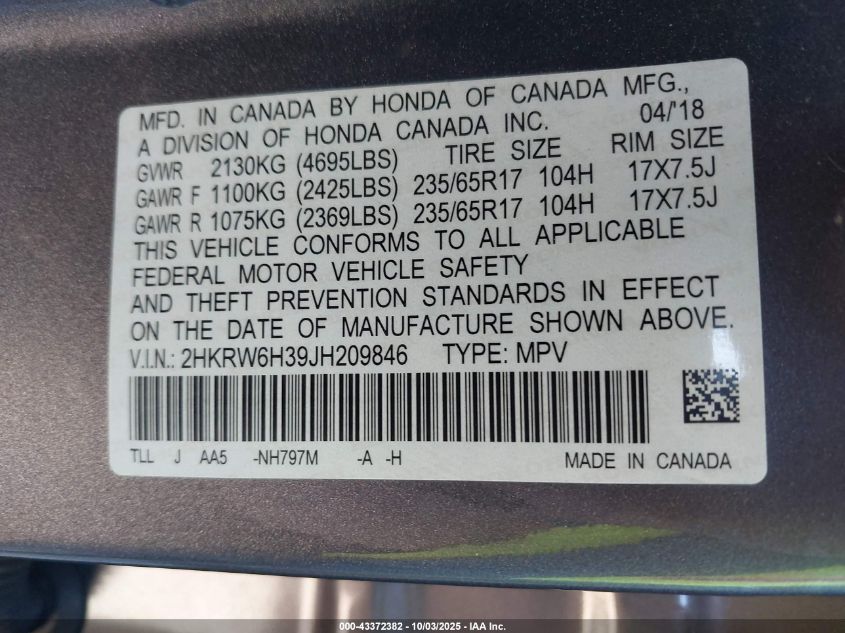 MFD. IN CANADA BY HONDA OF CANADA MFG.,
A DIVISION OF HONDA CANADA INC. 04/'18
GVWR 2130KG (4695LBS) TIRE SIZE RIM SIZE
GAWR F 1100KG (2425LBS) 235/65R17 104H 17X7.5J
GAWR R 1075KG (2369LBS) 235/65R17 104H 17X7.5J
THIS VEHICLE CONFORMS TO ALL APPLICABLE
FEDERAL MOTOR VEHICLE SAFETY
AND THEFT PREVENTION STANDARDS IN EFFECT
ON THE DATE OF MANUFACTURE SHOWN ABOVE.
V.I.N.: 2HKRW6H39JH209846 TYPE: MPV
TLL J AA5 -NH797M -A -H MADE IN CANADA
000-43372382 - 10/03/2025 - IAA Inc.